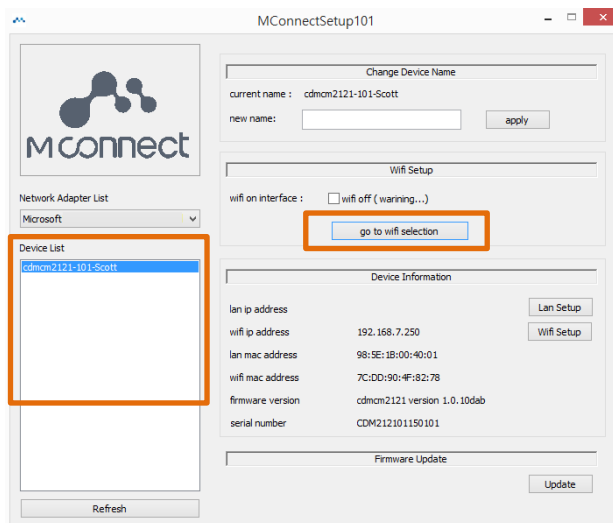 MConnectSetup101
Mconnect
Network Adapter List
Microsoft
Device List
cdmcm2121-101-Scott
Refresh
Change Device Name
current name : cdmcm2121-101-Scott
new name:
apply
Wifi Setup
wifi on interface : wifi off ( warining...)
go to wifi selection
Device Information
lan ip address Lan Setup
wifi ip address 192.168.7.250 Wifi Setup
lan mac address 98:5E:1B:00:40:01
wifi mac address 7C:DD:90:4F:82:78
firmware version cdmcm2121 version 1.0.10dab
serial number CDM212101150101
Firmware Update
Update